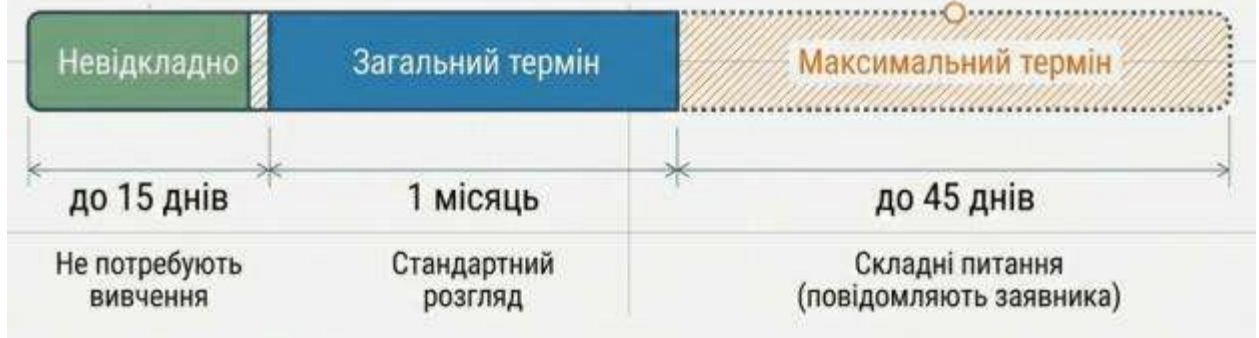 Невідкладно
Загальний термін
Максимальний термін
до 15 днів
1 місяць
до 45 днів
Не потребують
вивчення
Стандартний
розгляд
Складні питання
(повідомляють заявника)